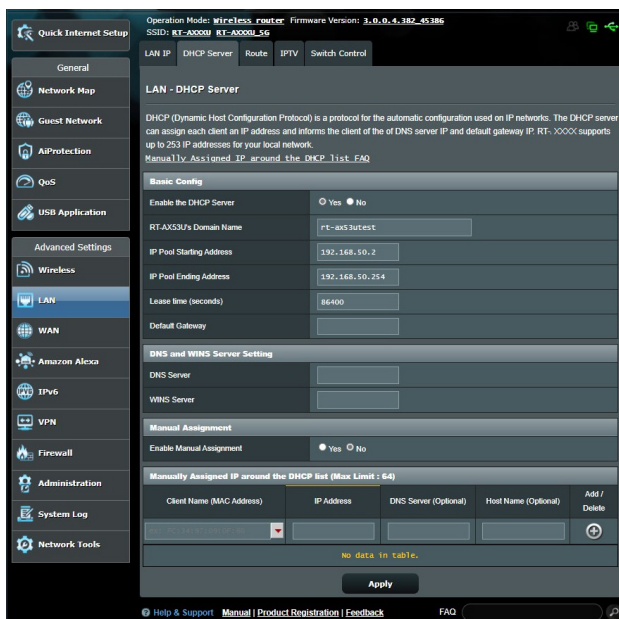 Quick Internet Setup
General
Network Map
Guest Network
AiProtection
QoS
USB Application
Advanced Settings
Wireless
LAN
WAN
Amazon Alexa
IPv6
VPN
Firewall
Administration
System Log
Network Tools
Operation Mode: Wireless router Firmware Version: 3.0.0.4.382_45386
SSID: RT-AXXXU RT-AXXXU_5G
LAN IP DHCP Server Route IPTV Switch Control
LAN - DHCP Server
DHCP (Dynamic Host Configuration Protocol) is a protocol for the automatic configuration used on IP networks. The DHCP server
can assign each client an IP address and informs the client of the of DNS server IP and default gateway IP. RT- XXXX supports
up to 253 IP addresses for your local network.
Manually Assigned IP around the DHCP list FAQ
Basic Config
Enable the DHCP Server Yes No
RT-AX53U's Domain Name rt-ax53utest
IP Pool Starting Address 192.168.50.2
IP Pool Ending Address 192.168.50.254
Lease time (seconds) 86400
Default Gateway
DNS and WINS Server Setting
DNS Server
WINS Server
Manual Assignment
Enable Manual Assignment Yes No
Manually Assigned IP around the DHCP list (Max Limit : 64)
Client Name (MAC Address) IP Address DNS Server (Optional) Host Name (Optional) Add /
Delete
No data in table.
Apply
Help & Support Manual | Product Registration | Feedback FAQ